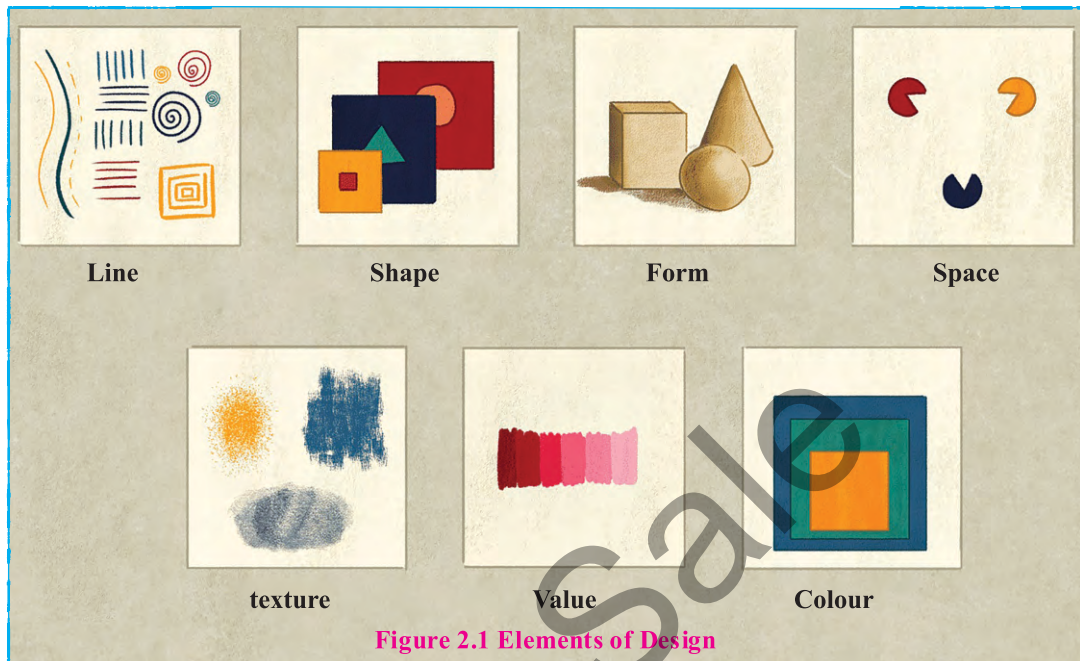 Line Shape Form Space
texture Value Colour
Figure 2.1 Elements of Design
Sale